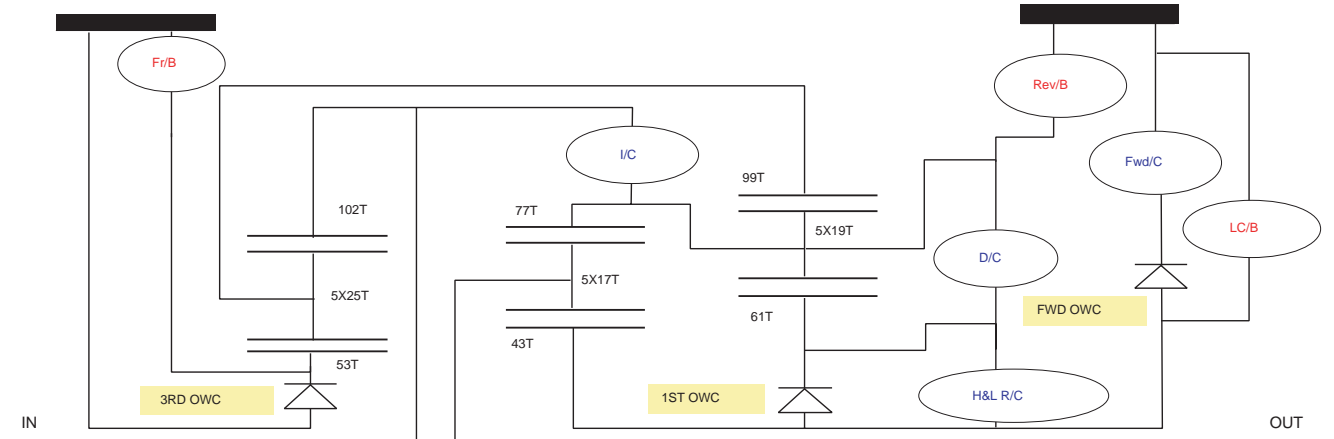 Fr/B
Rev/B
I/C
Fwd/C
99T
102T
77T
LC/B
5X19T
D/C
5X25T
5X17T
FWD OWC
61T
43T
53T
3RD OWC
1ST OWC
H&L R/C
IN
OUT